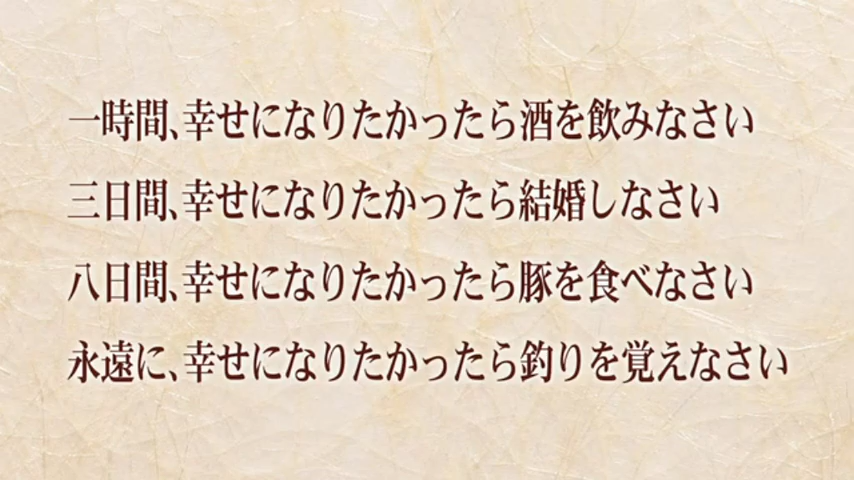 一時間、幸せになりたかったら酒を飲みなさい
三日間、幸せになりたかったら結婚しなさい
八日間、幸せになりたかったら豚を食べなさい
永遠に、幸せになりたかったら釣りを覚えなさい